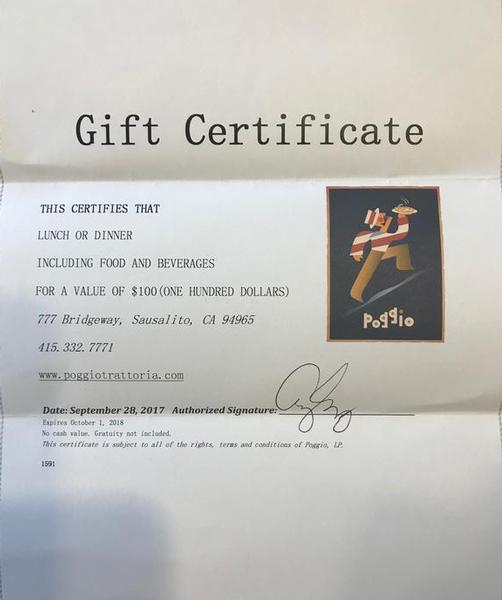 Gift Certificate
THIS CERTIFIES THAT
LUNCH OR DINNER
INCLUDING FOOD AND BEVERAGES
FOR A VALUE OF $100(ONE HUNDRED DOLLARS)
777 Bridgeway, Sausalito, CA 94965
415.332.7771
www.poggiotrattoria.com
Poggio
Date: September 28, 2017 Authorized Signature:
Expires October 1, 2018
No cash value. Gratuity not included.
This certificate is subject to all of the rights, terms and conditions of Poggio, LP.
1591